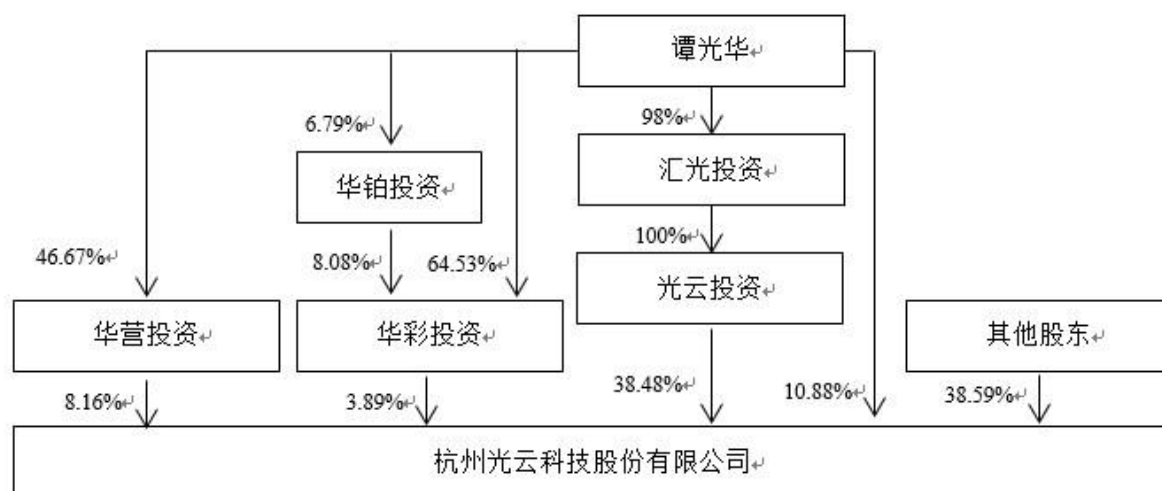 谭光华
6.79%
98%
华铂投资
汇光投资
46.67%
8.08%
64.53%
100%
光云投资
华营投资
华彩投资
其他股东
8.16%
3.89%
38.48%
10.88%
38.59%
杭州光云科技股份有限公司